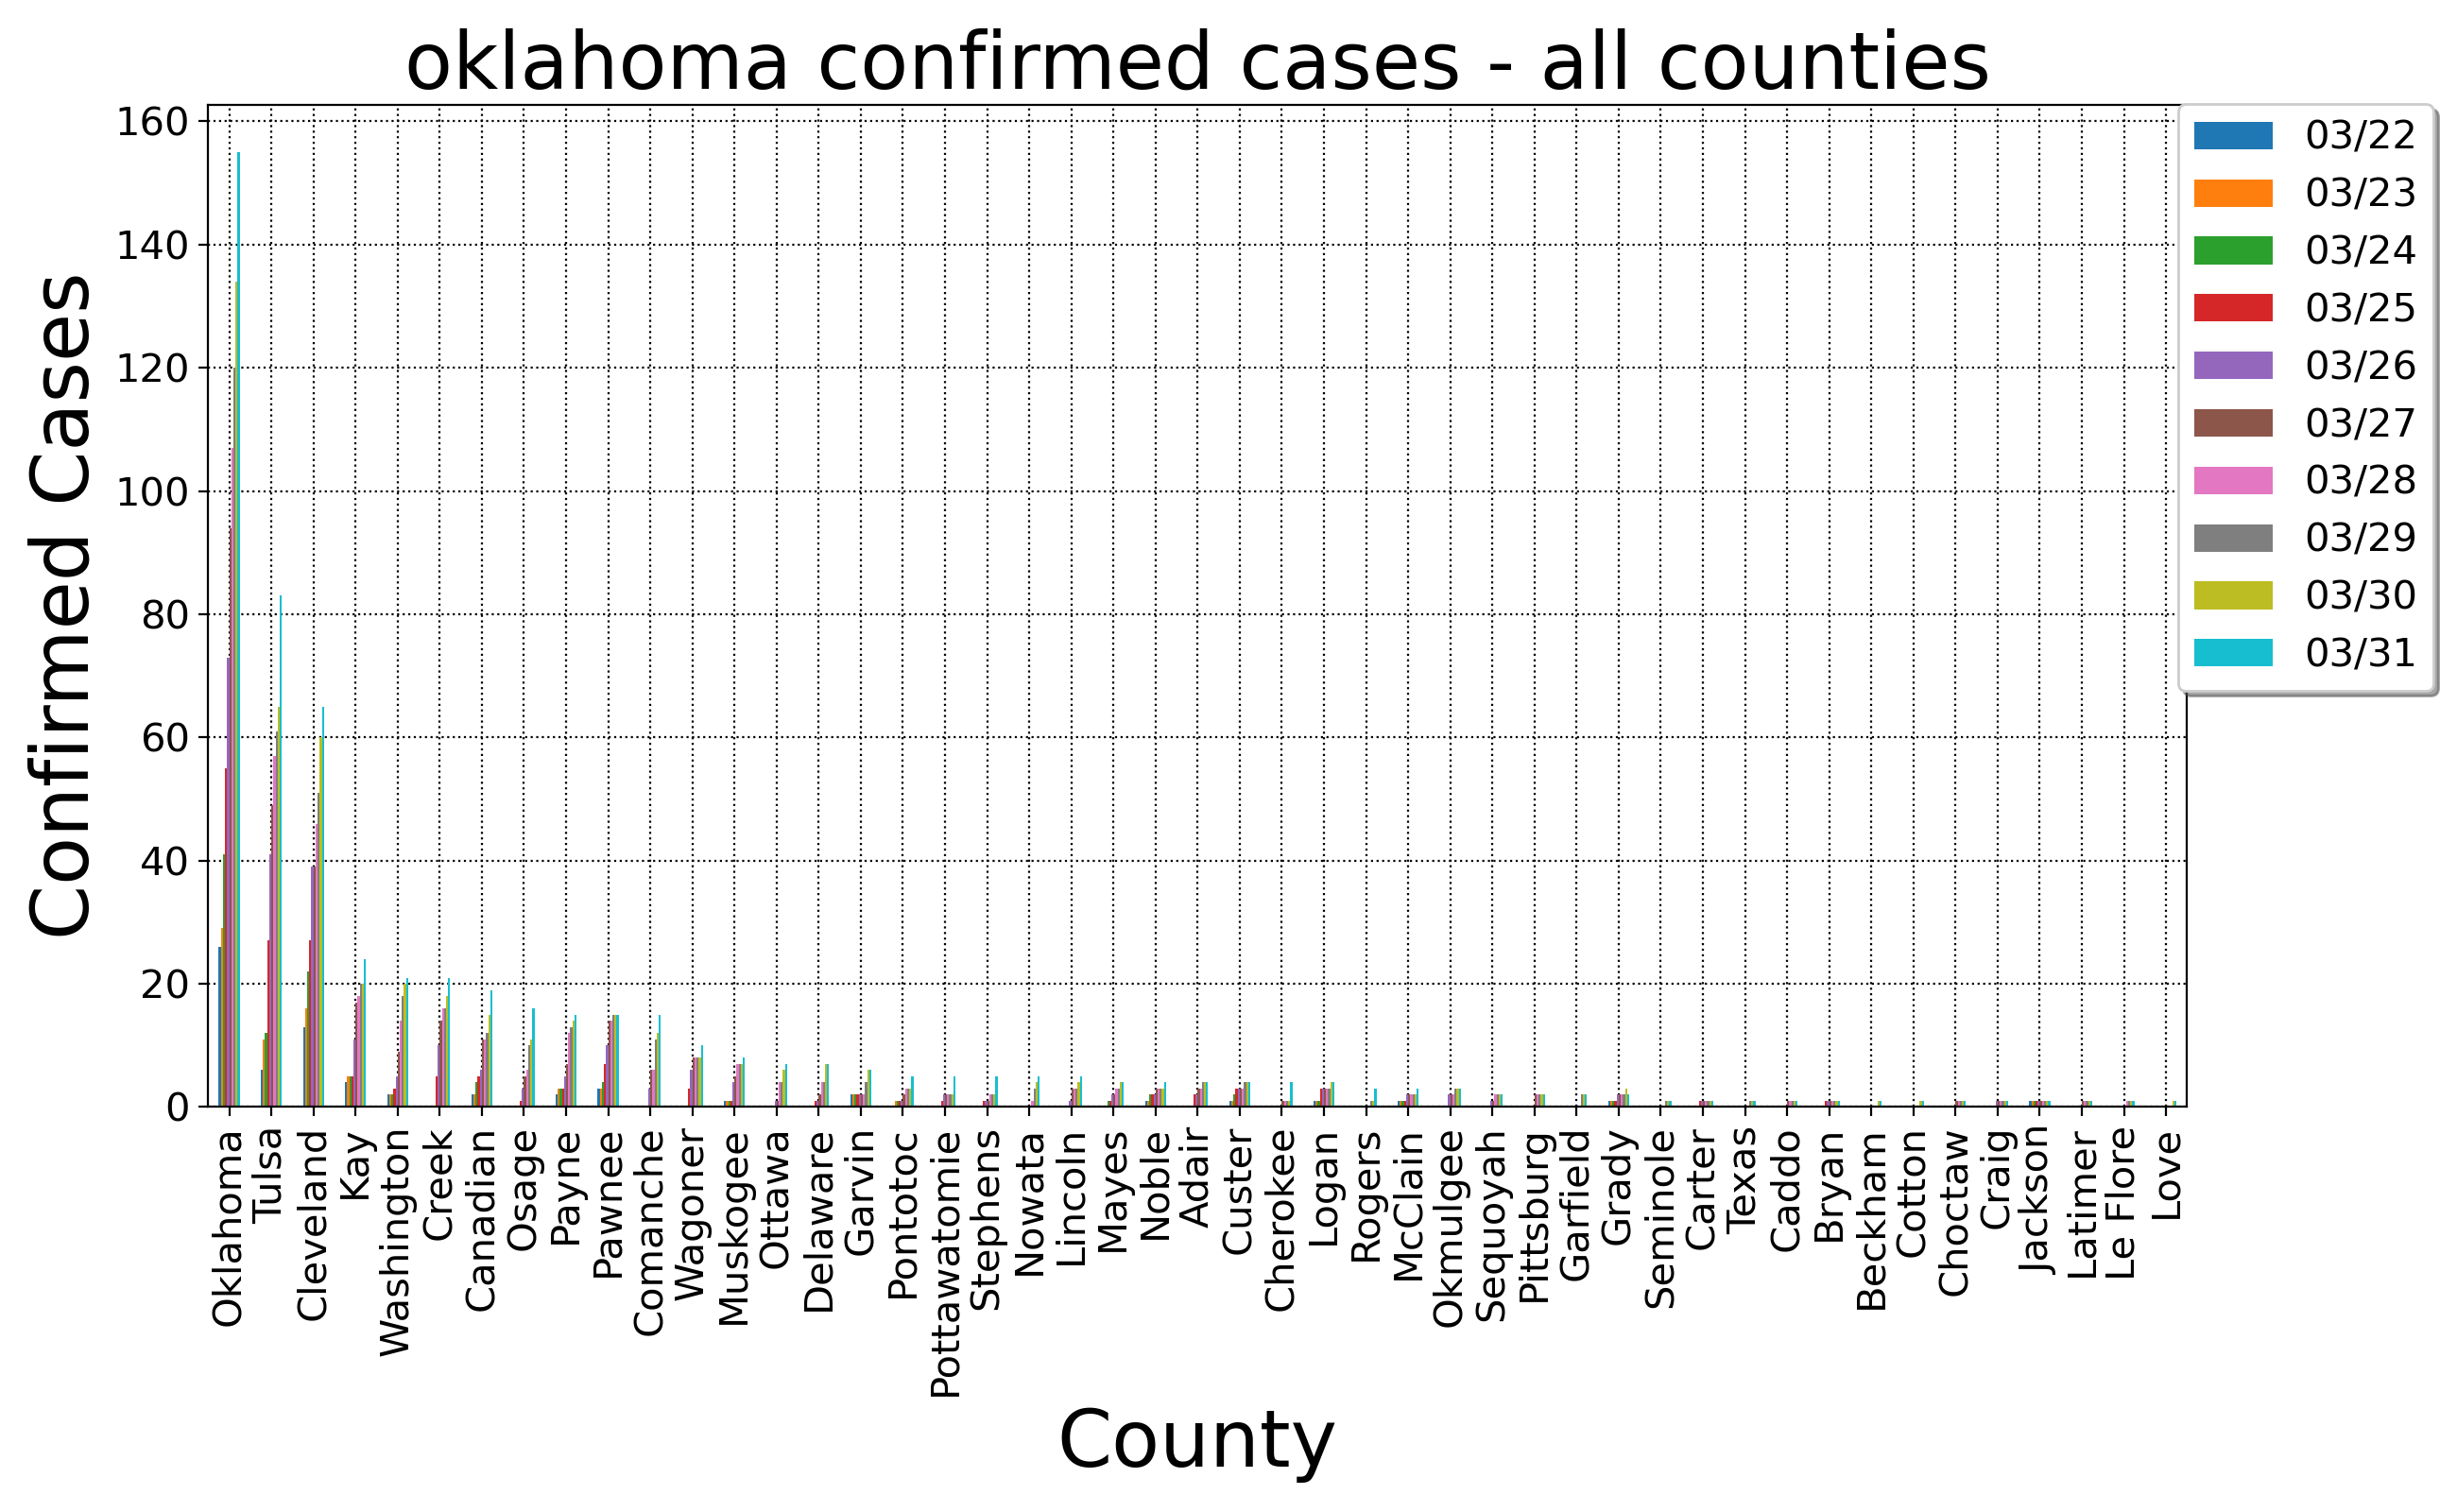 oklahoma confirmed cases - all counties
Confirmed Cases
160
140
120
100
80
60
40
20
0
03/22
03/23
03/24
03/25
03/26
03/27
03/28
03/29
03/30
03/31
Oklahoma
Tulsa
Cleveland
Kay
Washington
Creek
Canadian
Osage
Payne
Pawnee
Comanche
Wagoner
Muskogee
Ottawa
Delaware
Garvin
Pontotoc
Pottawatomie
Stephens
Nowata
Lincoln
Mayes
Noble
Adair
Custer
Cherokee
Logan
Rogers
McClain
Okmulgee
Sequoyah
Pittsburg
Garfield
Grady
Seminole
Carter
Texas
Caddo
Bryan
Beckham
Cotton
Choctaw
Craig
Jackson
Latimer
Le Flore
Love
County